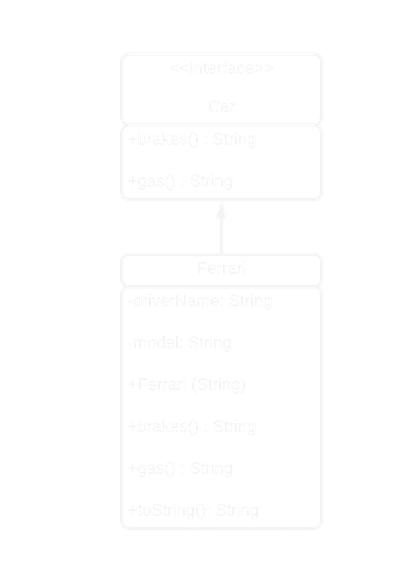 <<interface>>
Car
+brakes() : String
+gas() : String
Ferrari
-driverName: String
-model: String
+Ferrari (String)
+brakes() : String
+gas() : String
+toString(): String